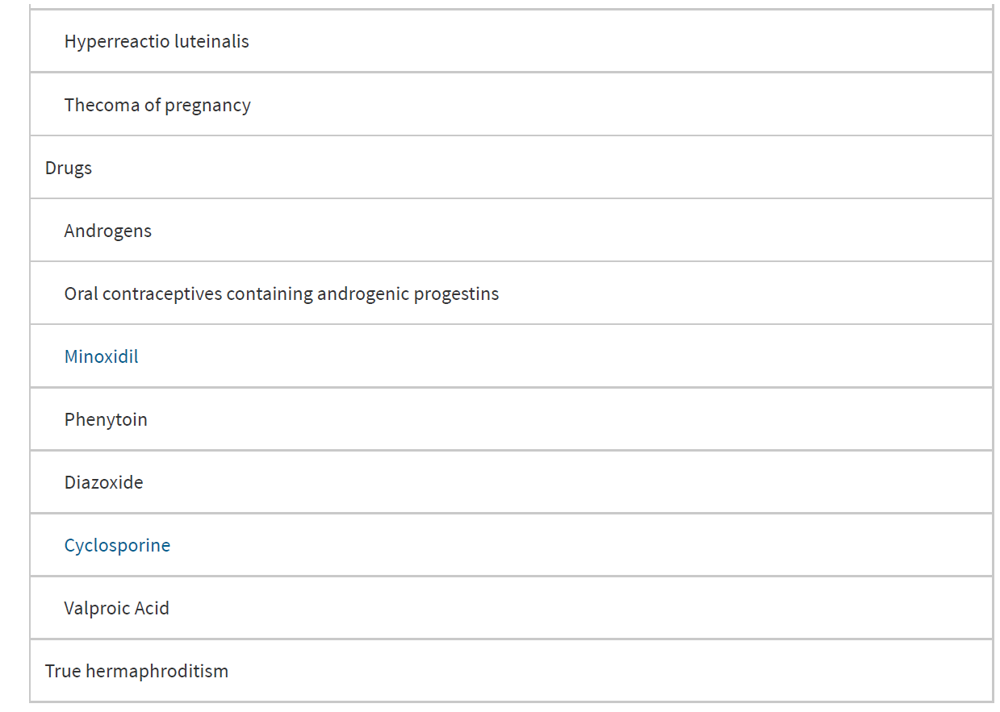 Hyperreactio luteinalis
Thecoma of pregnancy
Drugs
Androgens
Oral contraceptives containing androgenic progestins
Minoxidil
Phenytoin
Diazoxide
Cyclosporine
Valproic Acid
True hermaphroditism